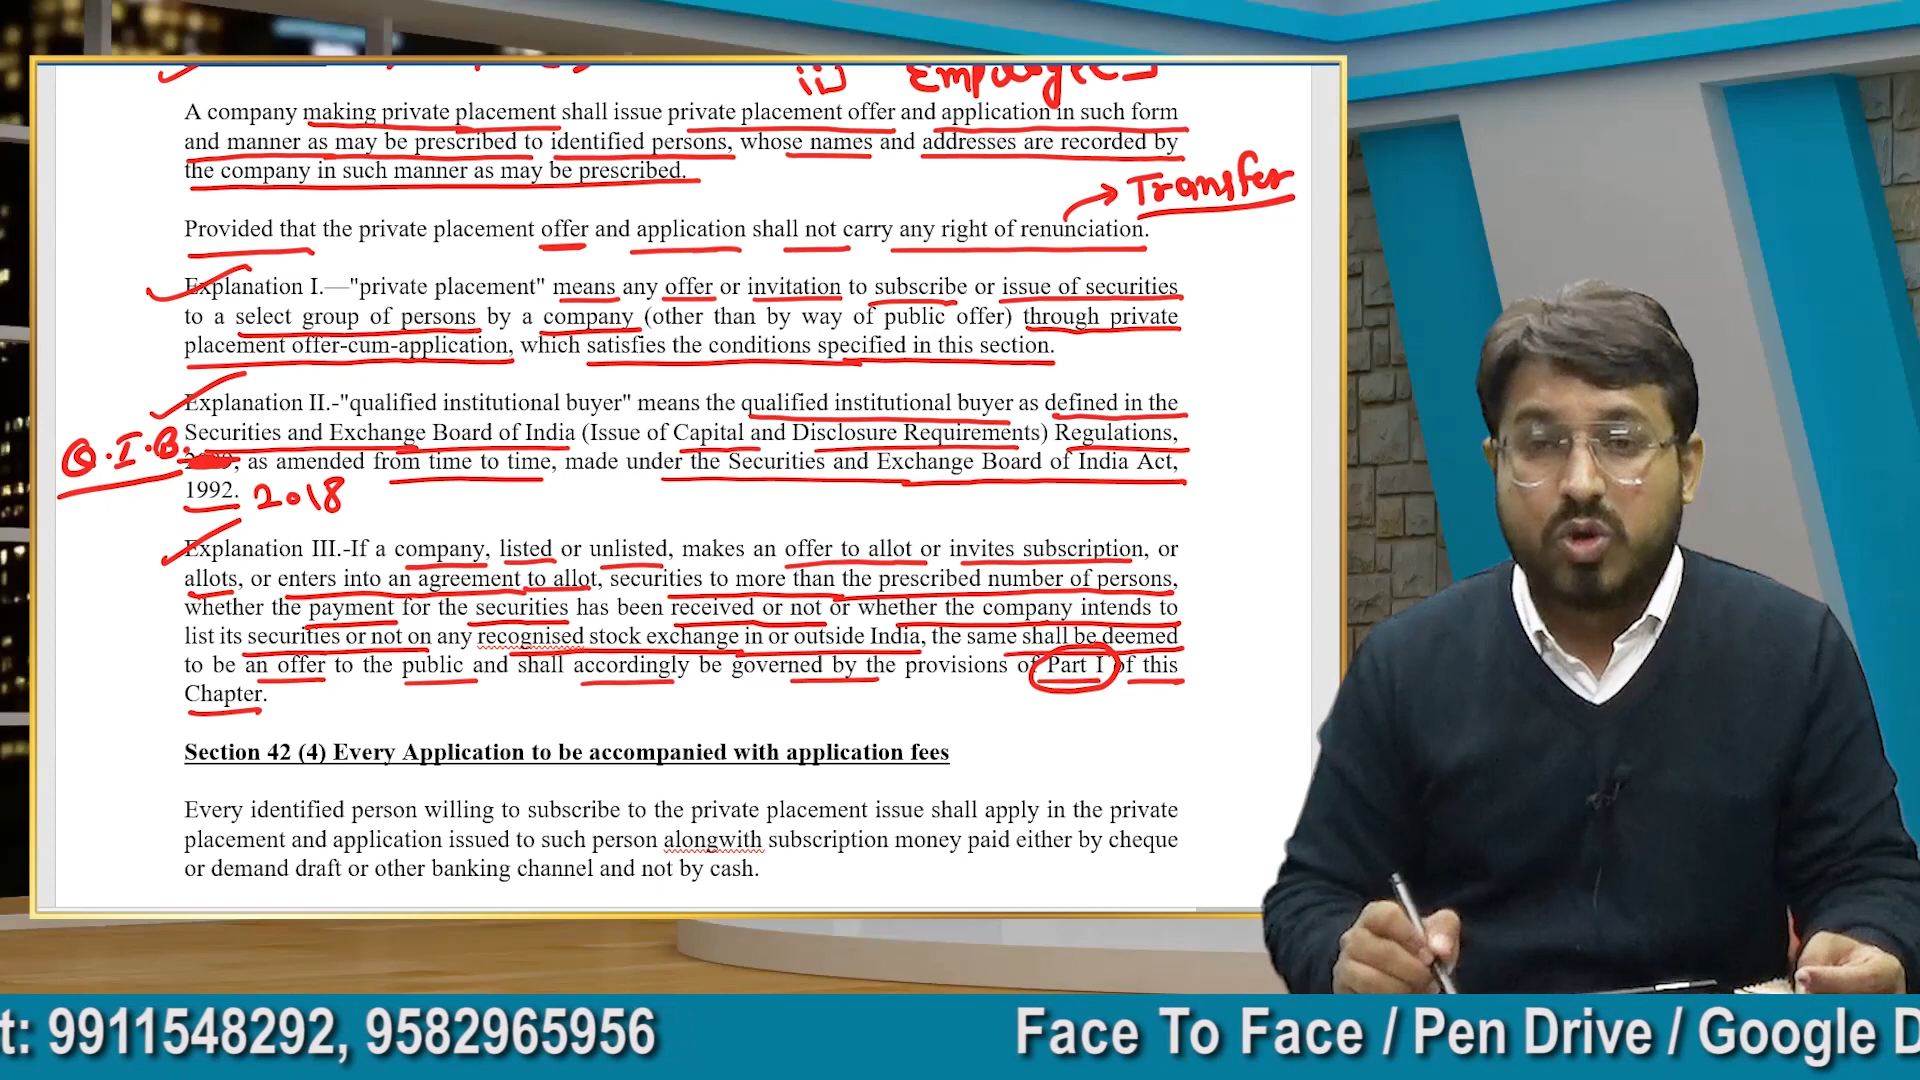 ii) Employees
A company making private placement shall issue private placement offer and application in such form
and manner as may be prescribed to identified persons, whose names and addresses are recorded by
the company in such manner as may be prescribed.
Transfer
Provided that the private placement offer and application shall not carry any right of renunciation.
Explanation I.—"private placement" means any offer or invitation to subscribe or issue of securities
to a select group of persons by a company (other than by way of public offer) through private
placement offer-cum-application, which satisfies the conditions specified in this section.
Explanation II.-"qualified institutional buyer" means the qualified institutional buyer as defined in the
Securities and Exchange Board of India (Issue of Capital and Disclosure Requirements) Regulations,
Q.I.B. , as amended from time to time, made under the Securities and Exchange Board of India Act,
1992. 2018
Explanation III.-If a company, listed or unlisted, makes an offer to allot or invites subscription, or
allots, or enters into an agreement to allot, securities to more than the prescribed number of persons,
whether the payment for the securities has been received or not or whether the company intends to
list its securities or not on any recognised stock exchange in or outside India, the same shall be deemed
to be an offer to the public and shall accordingly be governed by the provisions of Part I of this
Chapter.
Section 42 (4) Every Application to be accompanied with application fees
Every identified person willing to subscribe to the private placement issue shall apply in the private
placement and application issued to such person alongwith subscription money paid either by cheque
or demand draft or other banking channel and not by cash.
t: 9911548292, 9582965956 Face To Face / Pen Drive / Google D